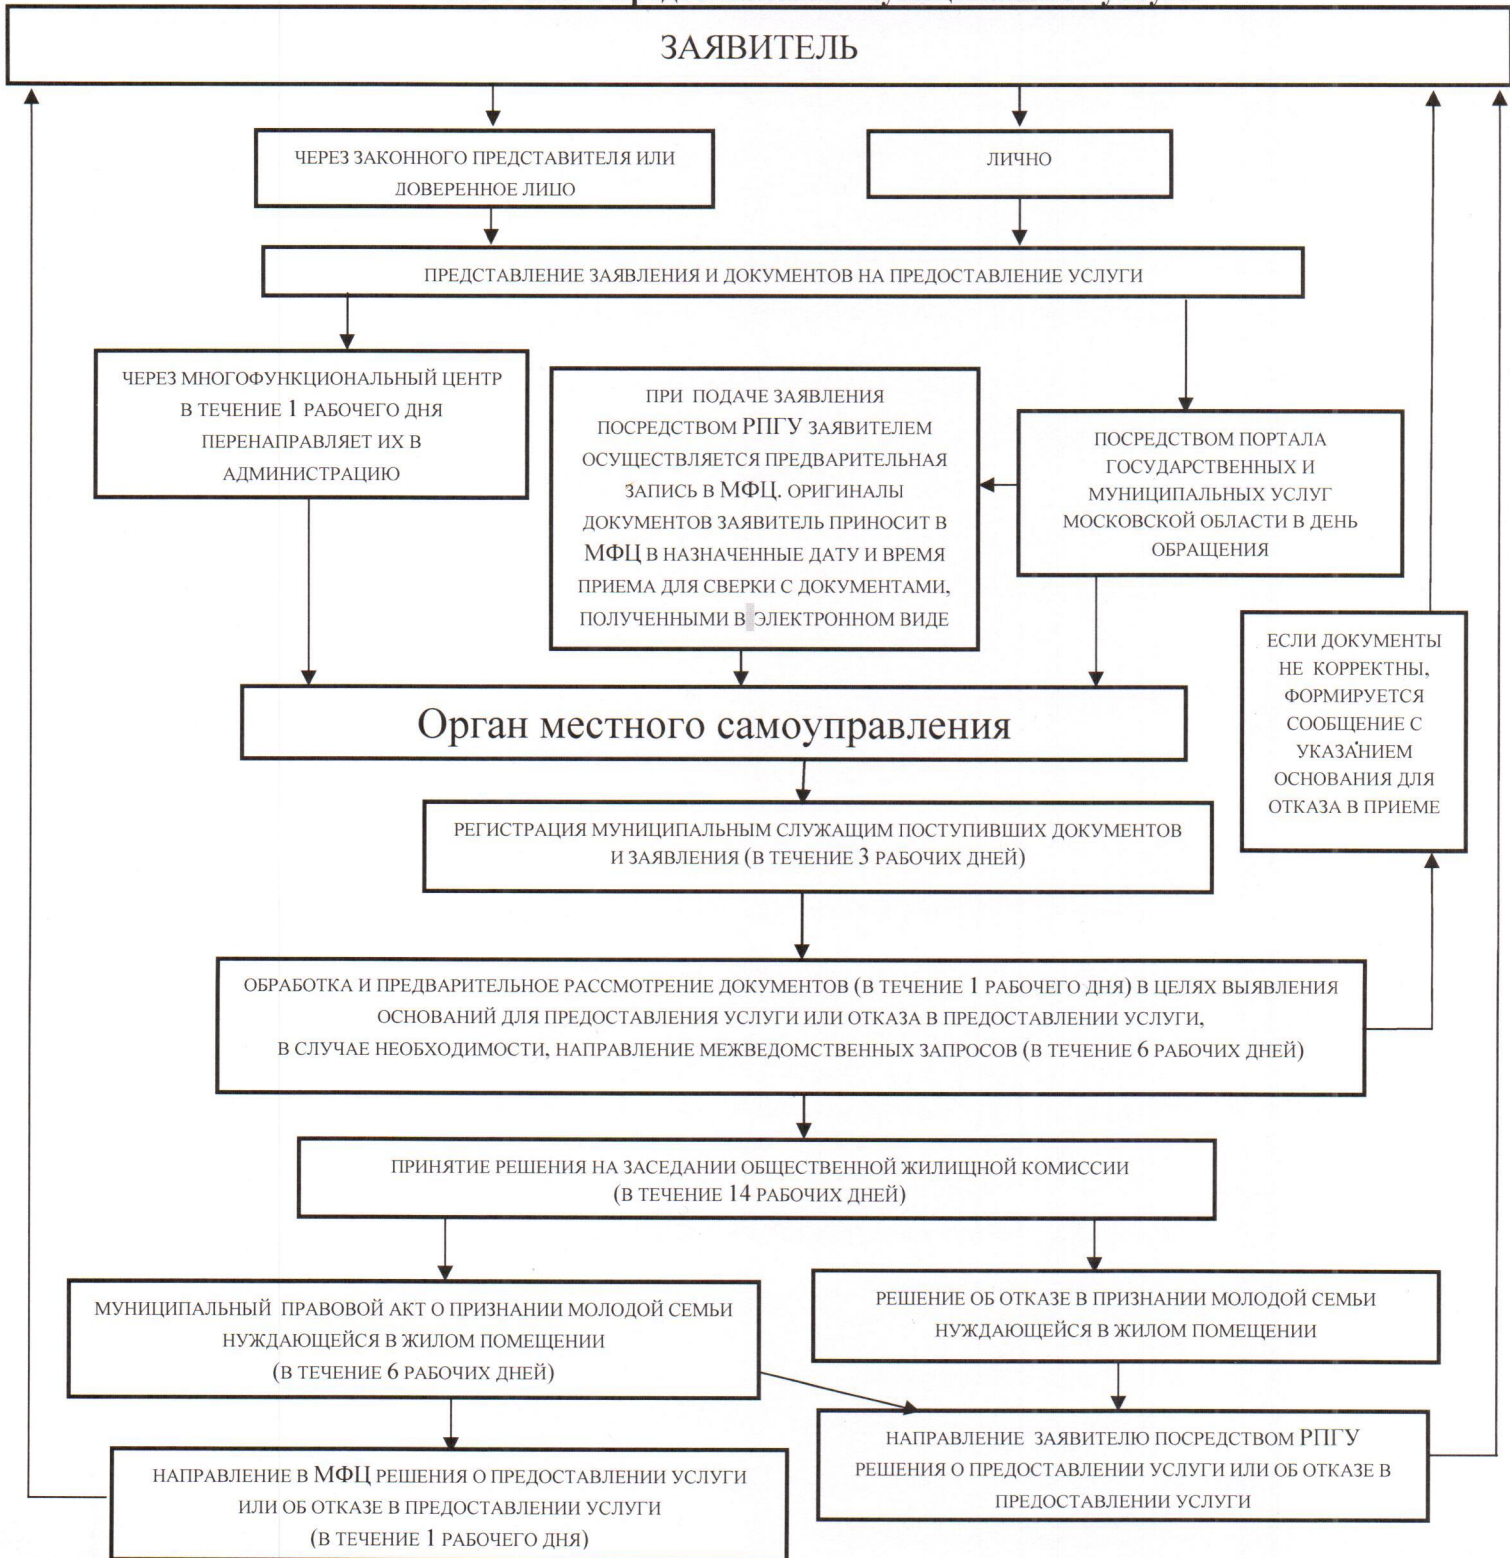 ЗАЯВИТЕЛЬ
ЧЕРЕЗ ЗАКОННОГО ПРЕДСТАВИТЕЛЯ ИЛИ
ДОВЕРЕННОЕ ЛИЦО
ЛИЧНО
ПРЕДСТАВЛЕНИЕ ЗАЯВЛЕНИЯ И ДОКУМЕНТОВ НА ПРЕДОСТАВЛЕНИЕ УСЛУГИ
ЧЕРЕЗ МНОГОФУНКЦИОНАЛЬНЫЙ ЦЕНТР
В ТЕЧЕНИЕ 1 РАБОЧЕГО ДНЯ
ПЕРЕНАПРАВЛЯЕТ ИХ В
АДМИНИСТРАЦИЮ
ПРИ ПОДАЧЕ ЗАЯВЛЕНИЯ
ПОСРЕДСТВОМ РПГУ ЗАЯВИТЕЛЕМ
ОСУЩЕСТВЛЯЕТСЯ ПРЕДВАРИТЕЛЬНАЯ
ЗАПИСЬ В МФЦ. ОРИГИНАЛЫ
ДОКУМЕНТОВ ЗАЯВИТЕЛЬ ПРИНОСИТ В
МФЦ В НАЗНАЧЕННЫЕ ДАТУ И ВРЕМЯ
ПРИЕМА ДЛЯ СВЕРКИ С ДОКУМЕНТАМИ,
ПОЛУЧЕННЫМИ В ЭЛЕКТРОННОМ ВИДЕ
ПОСРЕДСТВОМ ПОРТАЛА
ГОСУДАРСТВЕННЫХ И
МУНИЦИПАЛЬНЫХ УСЛУГ
МОСКОВСКОЙ ОБЛАСТИ В ДЕНЬ
ОБРАЩЕНИЯ
ЕСЛИ ДОКУМЕНТЫ
НЕ КОРРЕКТНЫ,
ФОРМИРУЕТСЯ
СООБЩЕНИЕ С
УКАЗАНИЕМ
ОСНОВАНИЯ ДЛЯ
ОТКАЗА В ПРИЕМЕ
Орган местного самоуправления
РЕГИСТРАЦИЯ МУНИЦИПАЛЬНЫМ СЛУЖАЩИМ ПОСТУПИВШИХ ДОКУМЕНТОВ
И ЗАЯВЛЕНИЯ (В ТЕЧЕНИЕ 3 РАБОЧИХ ДНЕЙ)
ОБРАБОТКА И ПРЕДВАРИТЕЛЬНОЕ РАССМОТРЕНИЕ ДОКУМЕНТОВ (В ТЕЧЕНИЕ 1 РАБОЧЕГО ДНЯ) В ЦЕЛЯХ ВЫЯВЛЕНИЯ
ОСНОВАНИЙ ДЛЯ ПРЕДОСТАВЛЕНИЯ УСЛУГИ ИЛИ ОТКАЗА В ПРЕДОСТАВЛЕНИИ УСЛУГИ,
В СЛУЧАЕ НЕОБХОДИМОСТИ, НАПРАВЛЕНИЕ МЕЖВЕДОМСТВЕННЫХ ЗАПРОСОВ (В ТЕЧЕНИЕ 6 РАБОЧИХ ДНЕЙ)
ПРИНЯТИЕ РЕШЕНИЯ НА ЗАСЕДАНИИ ОБЩЕСТВЕННОЙ ЖИЛИЩНОЙ КОМИССИИ
(В ТЕЧЕНИЕ 14 РАБОЧИХ ДНЕЙ)
МУНИЦИПАЛЬНЫЙ ПРАВОВОЙ АКТ О ПРИЗНАНИИ МОЛОДОЙ СЕМЬИ
НУЖДАЮЩЕЙСЯ В ЖИЛОМ ПОМЕЩЕНИИ
(В ТЕЧЕНИЕ 6 РАБОЧИХ ДНЕЙ)
РЕШЕНИЕ ОБ ОТКАЗЕ В ПРИЗНАНИИ МОЛОДОЙ СЕМЬИ
НУЖДАЮЩЕЙСЯ В ЖИЛОМ ПОМЕЩЕНИИ
НАПРАВЛЕНИЕ В МФЦ РЕШЕНИЯ О ПРЕДОСТАВЛЕНИИ УСЛУГИ
ИЛИ ОБ ОТКАЗЕ В ПРЕДОСТАВЛЕНИИ УСЛУГИ
(В ТЕЧЕНИЕ 1 РАБОЧЕГО ДНЯ)
НАПРАВЛЕНИЕ ЗАЯВИТЕЛЮ ПОСРЕДСТВОМ РПГУ
РЕШЕНИЯ О ПРЕДОСТАВЛЕНИИ УСЛУГИ ИЛИ ОБ ОТКАЗЕ В
ПРЕДОСТАВЛЕНИИ УСЛУГИ